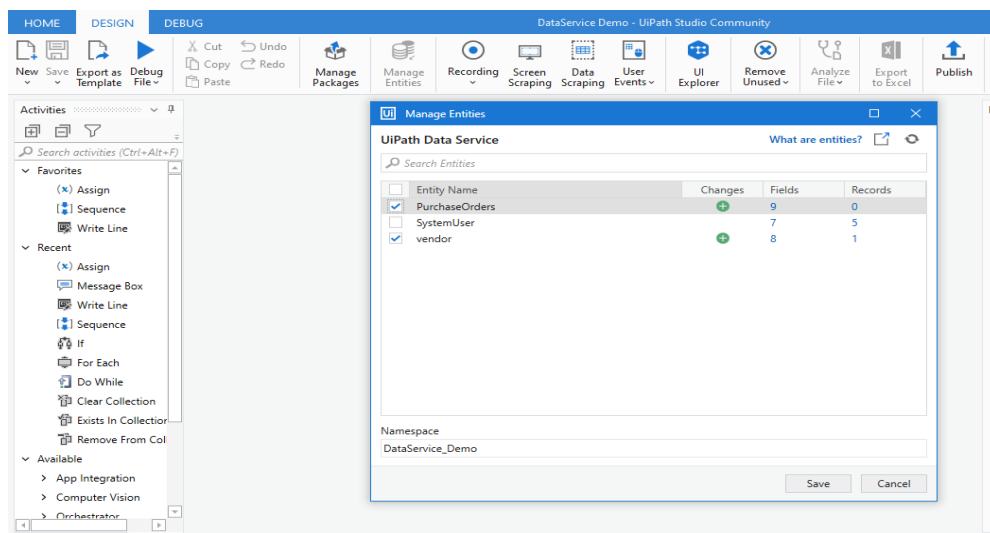 HOME DESIGN DEBUG DataService Demo - UiPath Studio Community
New Save Export as Template Debug File Cut Copy Paste Undo Redo Manage Packages Manage Entities Recording Screen Scraping Data Scraping User Events UI Explorer Remove Unused Analyze File Export to Excel Publish
Activities
Search activities (Ctrl+Alt+F)
Favorites
(x) Assign
Sequence
Write Line
Recent
(x) Assign
Message Box
Write Line
Sequence
If
For Each
Do While
Clear Collection
Exists In Collection
Remove From Coll
Available
App Integration
Computer Vision
Orchestrator
Ui Manage Entities
UiPath Data Service What are entities?
Search Entities
Entity Name Changes Fields Records
PurchaseOrders 9 0
SystemUser 7 5
vendor 8 1
Namespace
DataService_Demo
Save Cancel